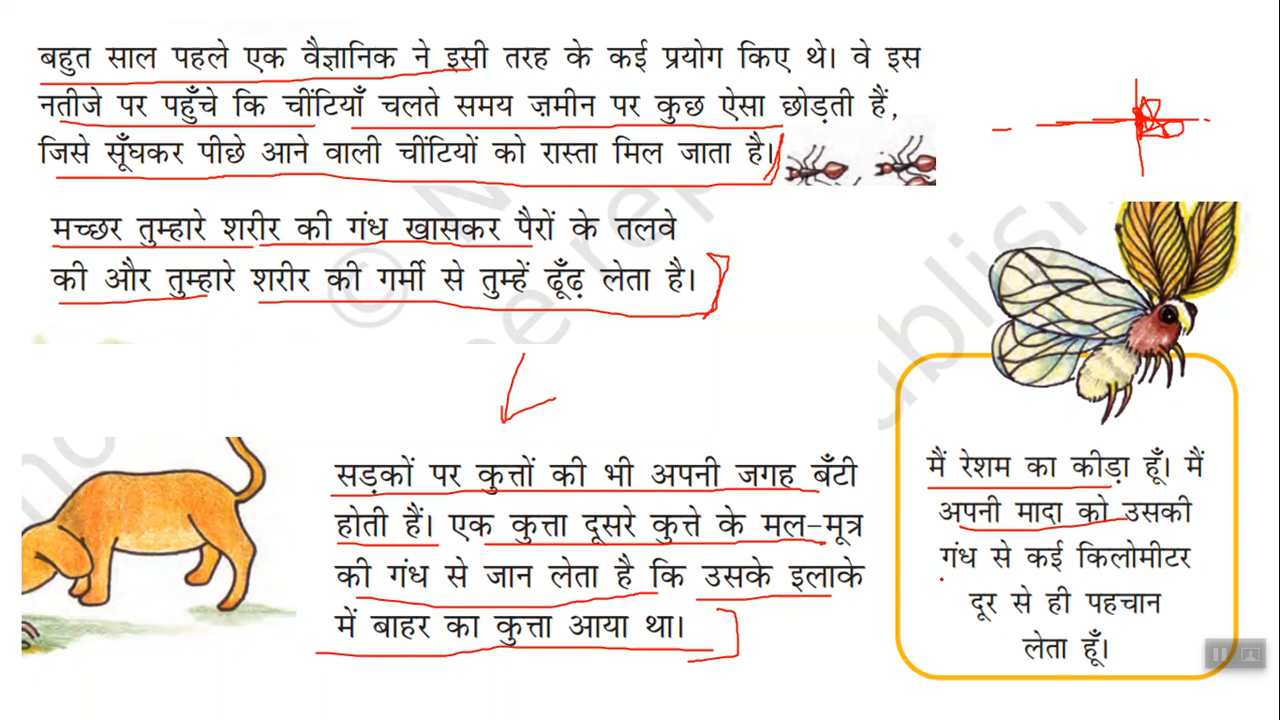 बहुत साल पहले एक वैज्ञानिक ने इसी तरह के कई प्रयोग किए थे। वे इस
नतीजे पर पहुँचे कि चींटियाँ चलते समय ज़मीन पर कुछ ऐसा छोड़ती हैं,
जिसे सूँघकर पीछे आने वाली चींटियों को रास्ता मिल जाता है।
मच्छर तुम्हारे शरीर की गंध खासकर पैरों के तलवे
की और तुम्हारे शरीर की गर्मी से तुम्हें ढूँढ़ लेता है।
सड़कों पर कुत्तों की भी अपनी जगह बँटी
होती हैं। एक कुत्ता दूसरे कुत्ते के मल-मूत्र
की गंध से जान लेता है कि उसके इलाके
में बाहर का कुत्ता आया था।
मैं रेशम का कीड़ा हूँ। मैं
अपनी मादा को उसकी
गंध से कई किलोमीटर
दूर से ही पहचान
लेता हूँ।